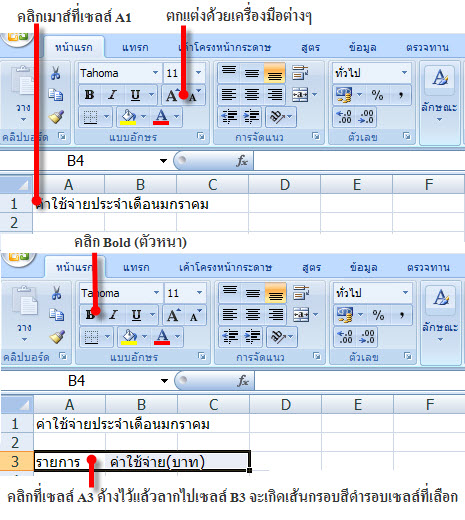 คลิกเมาส์ที่เซลล์ A1 ตกแต่งด้วยเครื่องมือต่างๆ
หน้าแรก แทรก เค้าโครงหน้ากระดาษ สูตร ข้อมูล ตรวจทาน
Tahoma 11 ทั่วไป
วาง B I U A A % , ลักษณะ
A .00 .0
คลิปบอร์ด แบบอักษร การจัดแนว ตัวเลข
B4 fx
A B C D E F
1 ค่าใช้จ่ายประจำเดือนมกราคม
2
คลิก Bold (ตัวหนา)
หน้าแรก แทรก เค้าโครงหน้ากระดาษ สูตร ข้อมูล ตรวจทาน
Tahoma 11 ทั่วไป
วาง B I U A A % , ลักษณะ
A .00 .0
คลิปบอร์ด แบบอักษร การจัดแนว ตัวเลข
B4 fx
A B C D E F
1 ค่าใช้จ่ายประจำเดือนมกราคม
2
3 รายการ ค่าใช้จ่าย(บาท)
คลิกที่เซลล์ A3 ค้างไว้แล้วลากไปเซลล์ B3 จะเกิดเส้นกรอบสีดำรอบเซลล์ที่เลือก